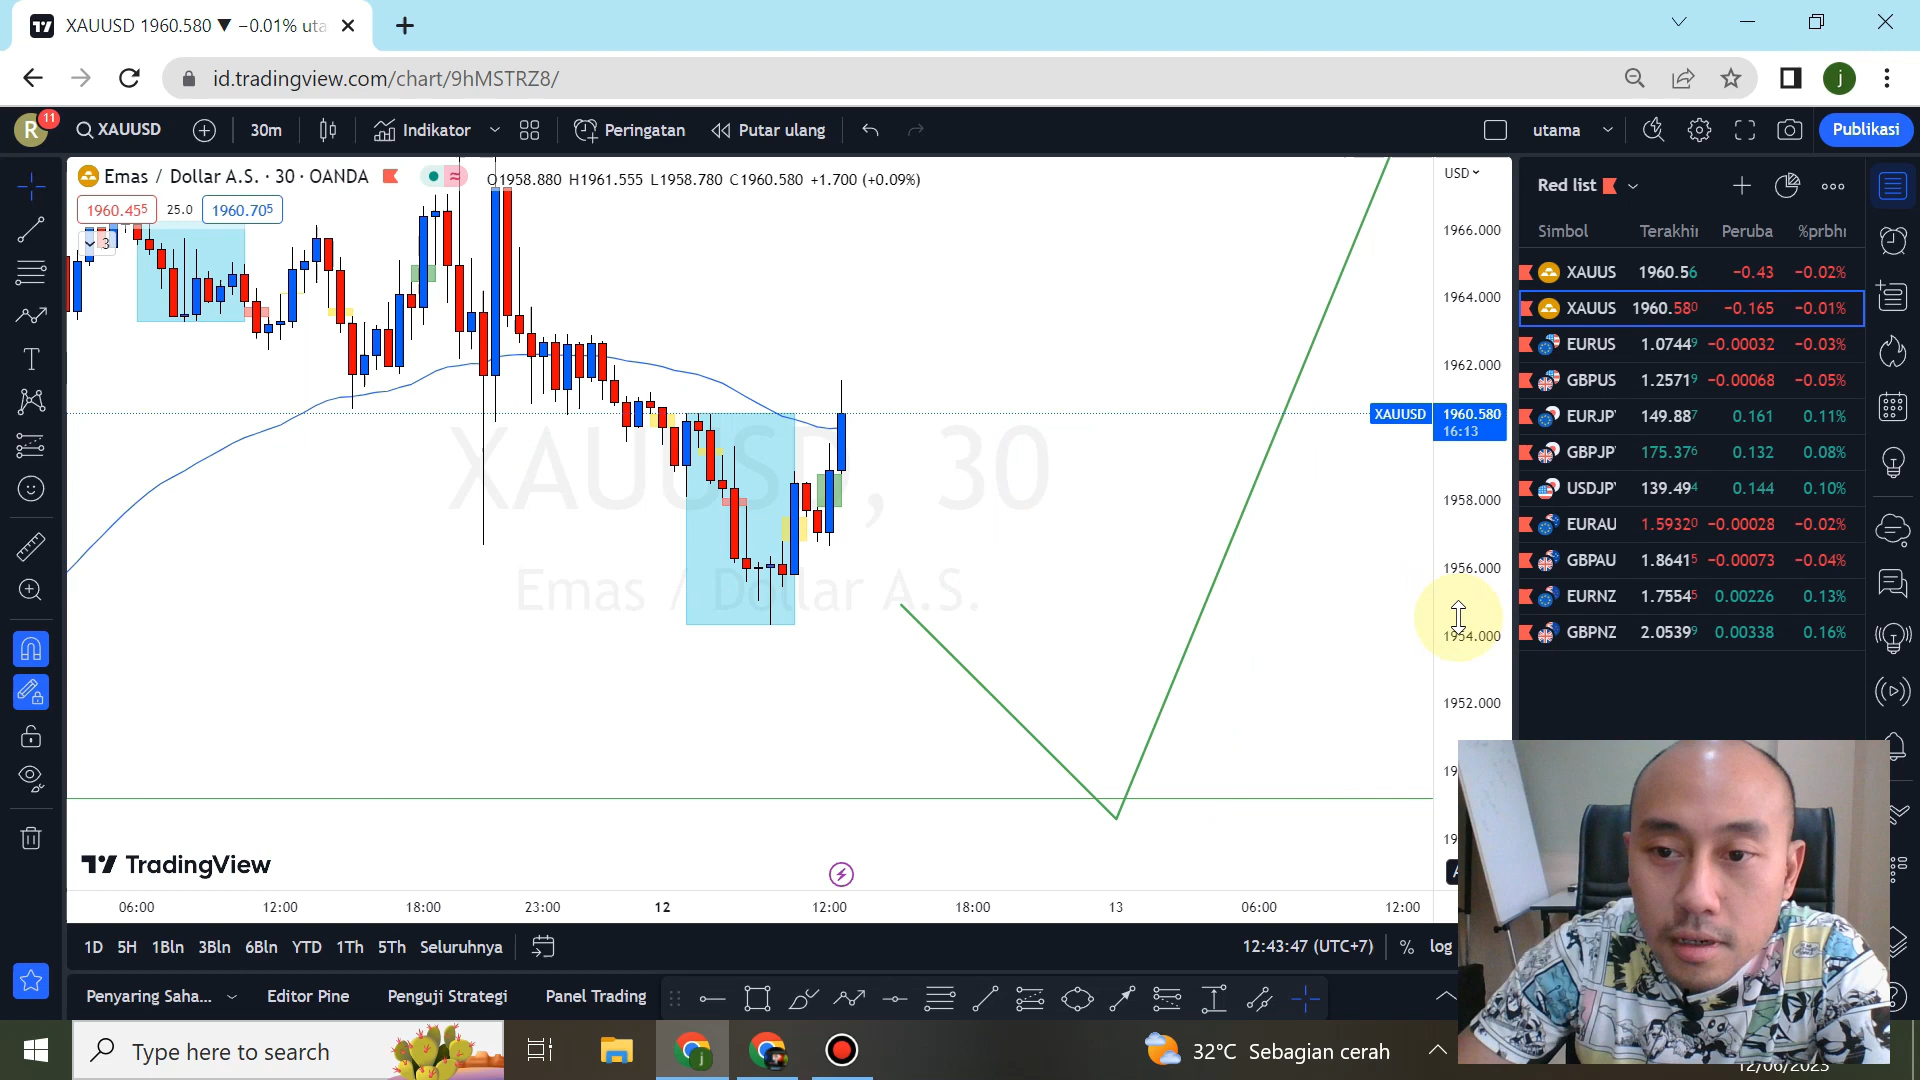 XAUUSD 1960.580 ▼ −0.01% uta
id.tradingview.com/chart/9hMSTRZ8/
R 11 XAUUSD 30m Indikator Peringatan Putar ulang utama Publikasi
Emas / Dollar A.S. · 30 · OANDA O1958.880 H1961.555 L1958.780 C1960.580 +1.700 (+0.09%)
USD
1960.455 25.0 1960.705
3
1966.000
1964.000
1962.000
XAUUSD 1960.580
16:13
1958.000
1956.000
1954.000
1952.000
XAUUSD, 30
Emas / Dollar A.S.
TradingView
06:00 12:00 18:00 23:00 12 12:00 18:00 13 06:00 12:00
1D 5H 1Bln 3Bln 6Bln YTD 1Th 5Th Seluruhnya 12:43:47 (UTC+7) % log
Penyaring Saha... Editor Pine Penguji Strategi Panel Trading
Red list
Simbol Terakhir Peruba %prbhi
XAUUS 1960.56 −0.43 −0.02%
XAUUS 1960.580 −0.165 −0.01%
EURUS 1.07449 −0.00032 −0.03%
GBPUS 1.25719 −0.00068 −0.05%
EURJP 149.887 0.161 0.11%
GBPJP 175.376 0.132 0.08%
USDJP 139.494 0.144 0.10%
EURAU 1.59320 −0.00028 −0.02%
GBPAU 1.86415 −0.00073 −0.04%
EURNZ 1.75545 0.00226 0.13%
GBPNZ 2.05399 0.00338 0.16%
Type here to search
32°C Sebagian cerah
12/06/2023